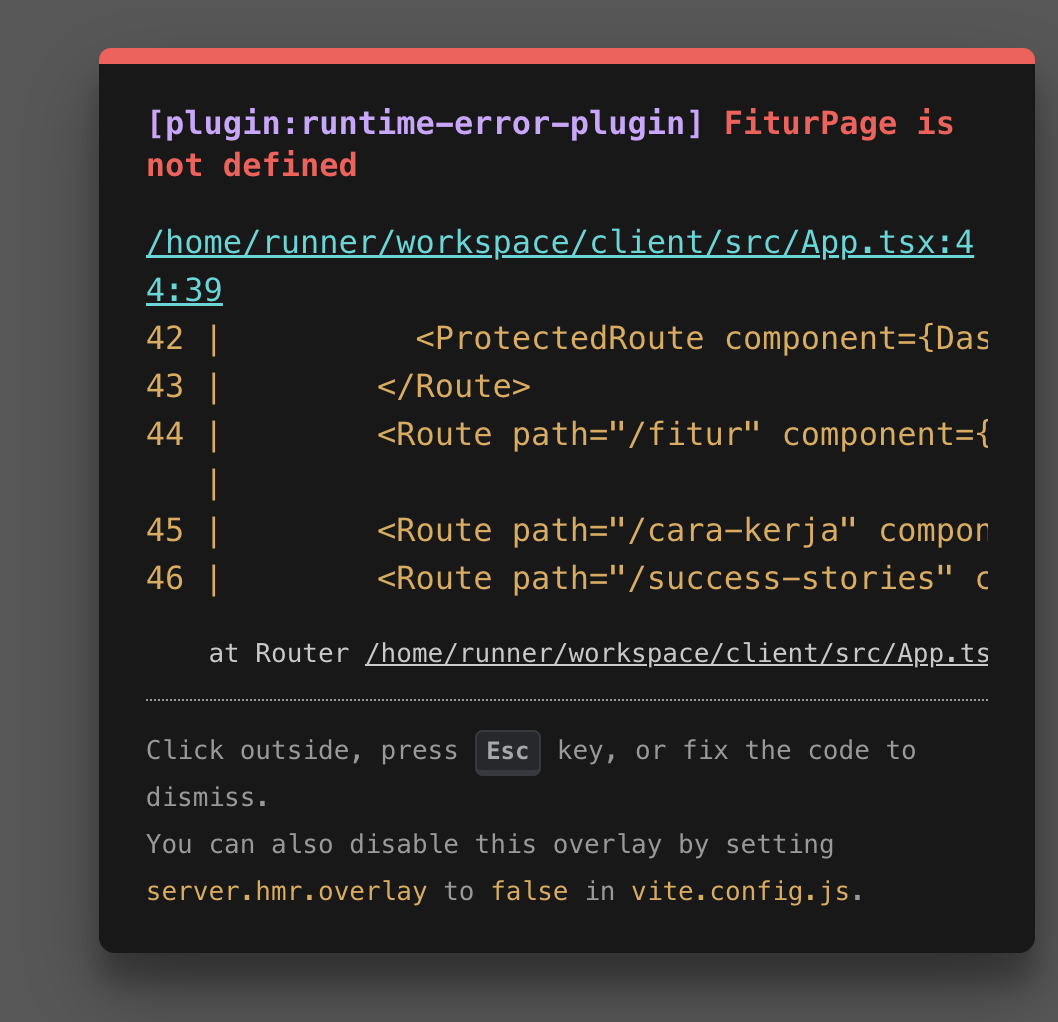 [plugin:runtime-error-plugin] FiturPage is
not defined
/home/runner/workspace/client/src/App.tsx:4
4:39
42 |          <ProtectedRoute component={Das
43 |        </Route>
44 |        <Route path="/fitur" component={
   |
45 |        <Route path="/cara-kerja" compon
46 |        <Route path="/success-stories" c
    at Router /home/runner/workspace/client/src/App.ts
Click outside, press Esc key, or fix the code to
dismiss.
You can also disable this overlay by setting
server.hmr.overlay to false in vite.config.js.